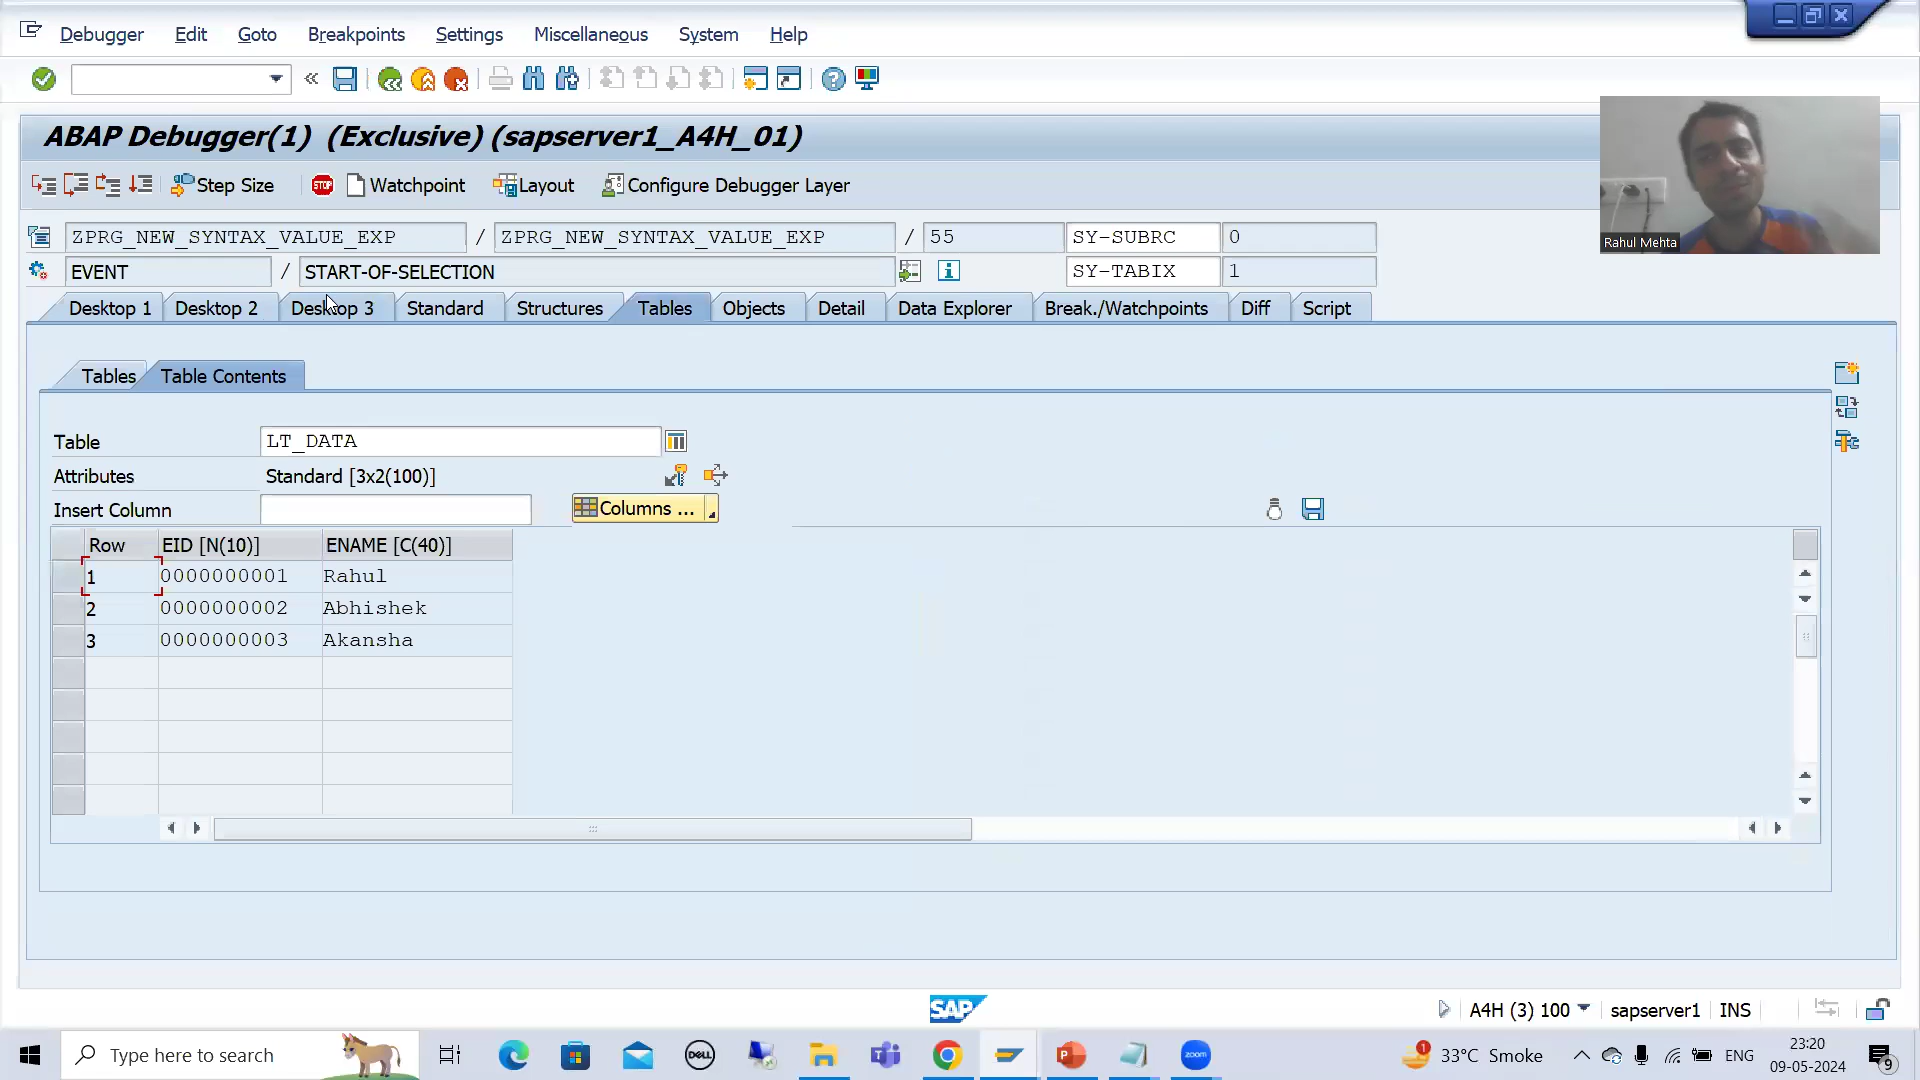 Debugger Edit Goto Breakpoints Settings Miscellaneous System Help
ABAP Debugger(1) (Exclusive) (sapserver1_A4H_01)
Step Size STOP Watchpoint Layout Configure Debugger Layer
ZPRG_NEW_SYNTAX_VALUE_EXP / ZPRG_NEW_SYNTAX_VALUE_EXP / 55 SY-SUBRC 0
Rahul Mehta
EVENT / START-OF-SELECTION SY-TABIX 1
Desktop 1 Desktop 2 Desktop 3 Standard Structures Tables Objects Detail Data Explorer Break./Watchpoints Diff Script
Tables Table Contents
Table LT_DATA
Attributes Standard [3x2(100)]
Insert Column Columns ...
Row EID [N(10)] ENAME [C(40)]
1 0000000001 Rahul
2 0000000002 Abhishek
3 0000000003 Akansha
SAP A4H (3) 100 sapserver1 INS
Type here to search DELL zoom 1 33°C Smoke ENG 23:20
09-05-2024 9